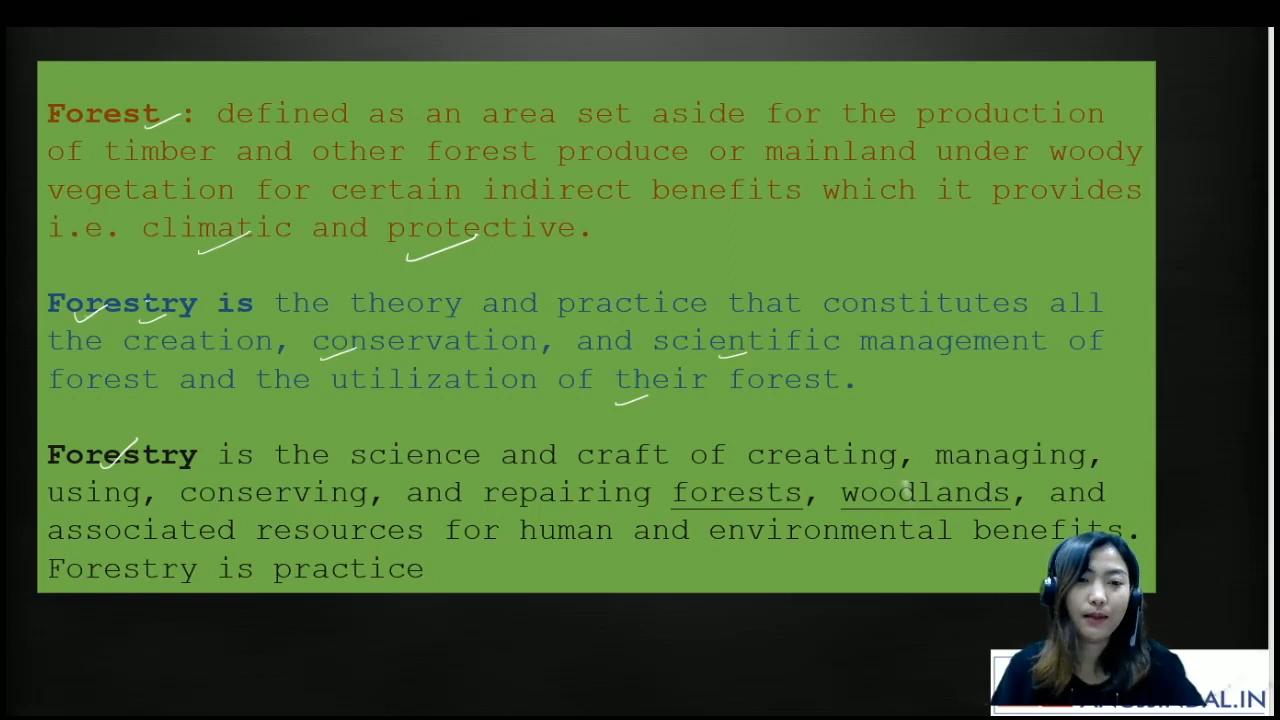 Forest : defined as an area set aside for the production
of timber and other forest produce or mainland under woody
vegetation for certain indirect benefits which it provides
i.e. climatic and protective.
Forestry is the theory and practice that constitutes all
the creation, conservation, and scientific management of
forest and the utilization of their forest.
Forestry is the science and craft of creating, managing,
using, conserving, and repairing forests, woodlands, and
associated resources for human and environmental benefits.
Forestry is practice